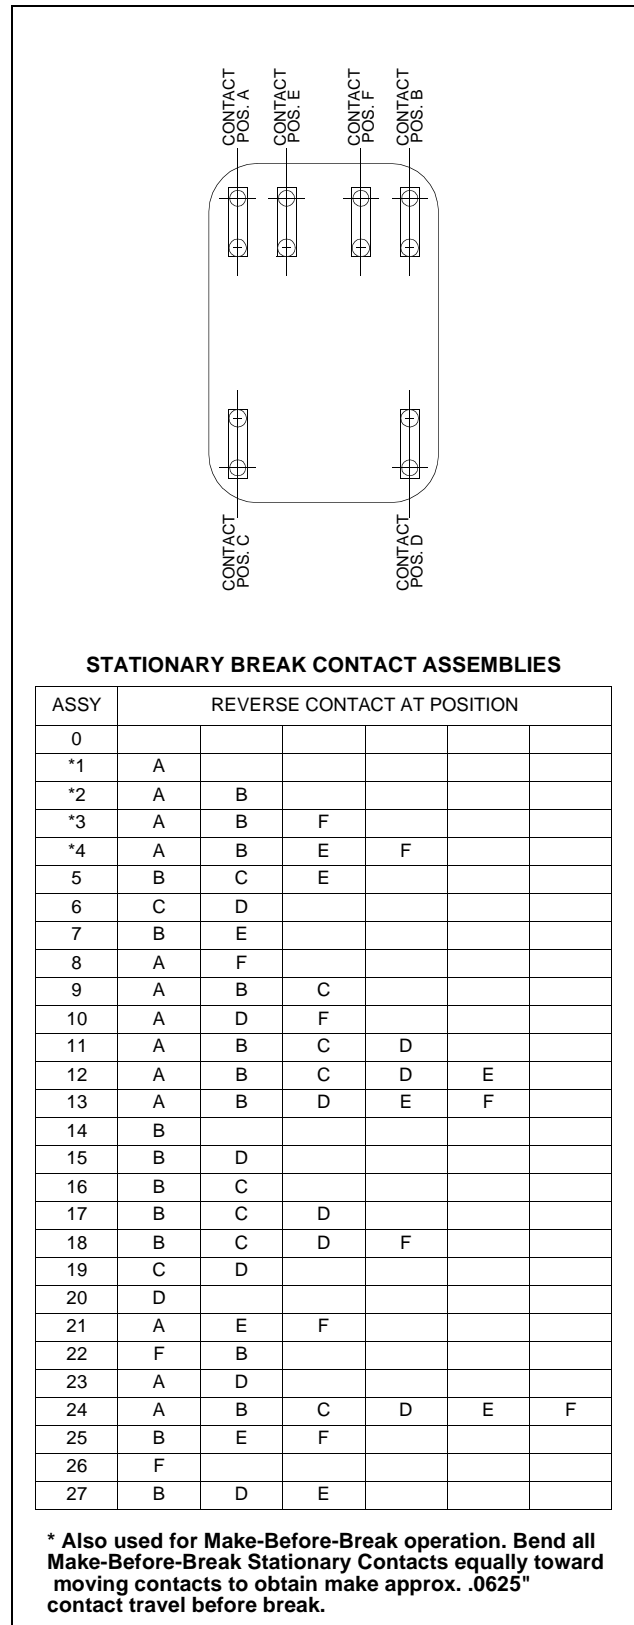 CONTACT
POS. A
CONTACT
POS. E
CONTACT
POS. F
CONTACT
POS. B
CONTACT
POS. C
CONTACT
POS. D
STATIONARY BREAK CONTACT ASSEMBLIES
ASSY REVERSE CONTACT AT POSITION
0
*1 A
*2 A B
*3 A B F
*4 A B E F
5 B C E
6 C D
7 B E
8 A F
9 A B C
10 A D F
11 A B C D
12 A B C D E
13 A B D E F
14 B
15 B D
16 B C
17 B C D
18 B C D F
19 C D
20 D
21 A E F
22 F B
23 A D
24 A B C D E F
25 B E F
26 F
27 B D E
* Also used for Make-Before-Break operation. Bend all
Make-Before-Break Stationary Contacts equally toward
moving contacts to obtain make approx. .0625"
contact travel before break.